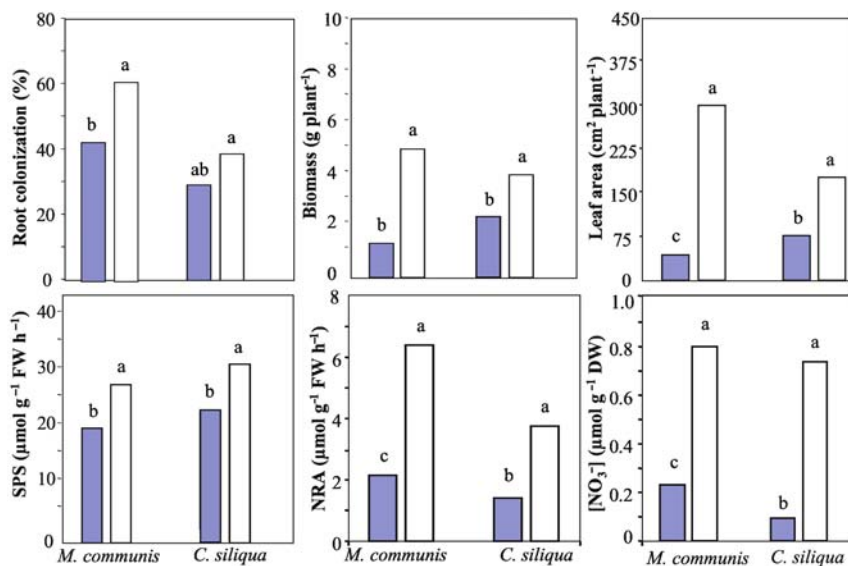 Root colonization (%)
80
60
40
20
0
b
a
ab
a
Biomass (g plant⁻¹)
10
8
6
4
2
0
b
a
b
a
Leaf area (cm² plant⁻¹)
450
375
300
225
150
75
0
c
a
b
a
SPS (µmol g⁻¹ FW h⁻¹)
40
30
20
10
0
b
a
b
a
M. communis C. siliqua
NRA (µmol g⁻¹ FW h⁻¹)
8
6
4
2
0
c
a
b
a
M. communis C. siliqua
[NO₃-] (µmol g⁻¹ DW)
1.0
0.8
0.6
0.4
0.2
0
c
a
b
a
M. communis C. siliqua